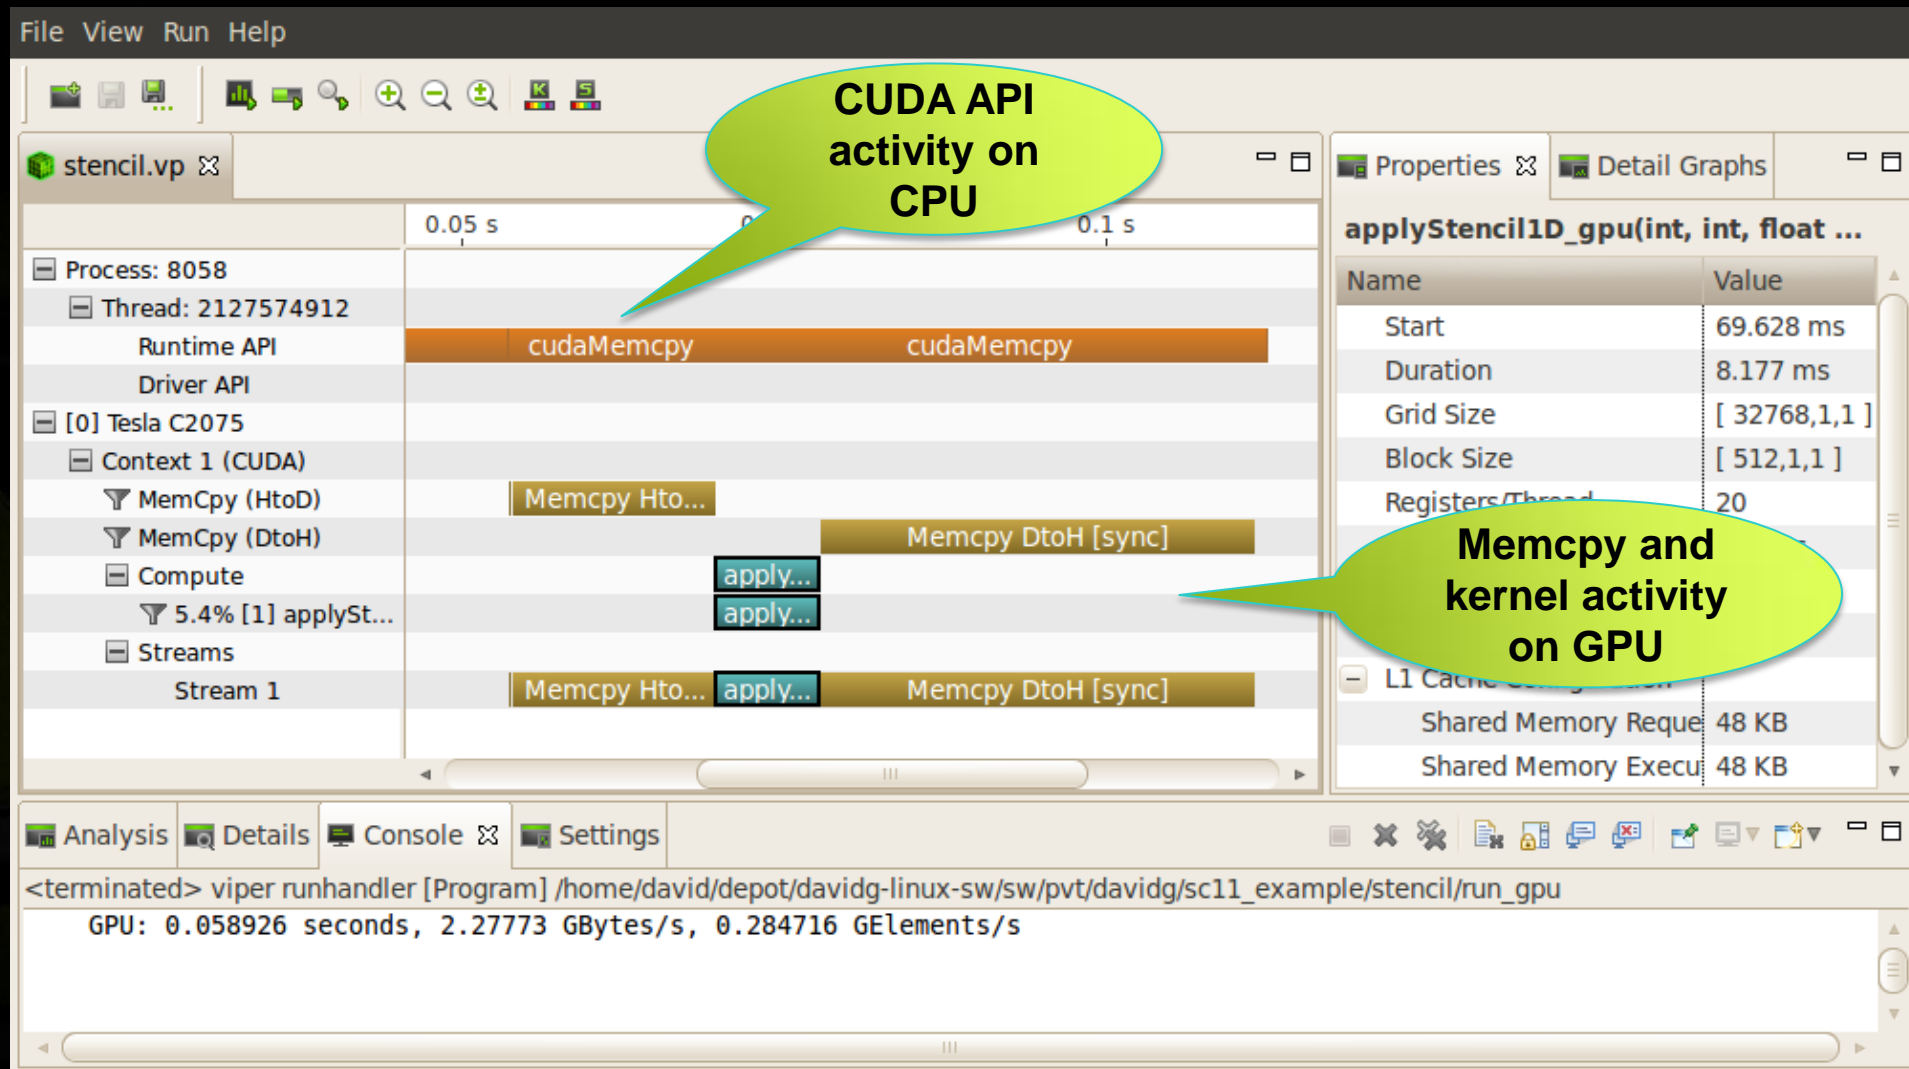 File View Run Help
CUDA API
activity on
CPU
stencil.vp
Properties
Detail Graphs
0.05 s
0.1 s
applyStencil1D_gpu(int, int, float ...
Process: 8058
Thread: 2127574912
Runtime API
cudaMemcpy
cudaMemcpy
Driver API
[0] Tesla C2075
Context 1 (CUDA)
MemCpy (HtoD)
Memcpy Hto...
MemCpy (DtoH)
Memcpy DtoH [sync]
Compute
apply...
5.4% [1] applySt...
apply...
Streams
Stream 1
Memcpy Hto...
apply...
Memcpy DtoH [sync]
Name Value
Start 69.628 ms
Duration 8.177 ms
Grid Size [ 32768,1,1 ]
Block Size [ 512,1,1 ]
Registers/Thread 20
Memcpy and
kernel activity
on GPU
L1 Cache Configuration
Shared Memory Reque 48 KB
Shared Memory Execu 48 KB
Analysis Details Console Settings
<terminated> viper runhandler [Program] /home/david/depot/davidg-linux-sw/sw/pvt/davidg/sc11_example/stencil/run_gpu
GPU: 0.058926 seconds, 2.27773 GBytes/s, 0.284716 GElements/s